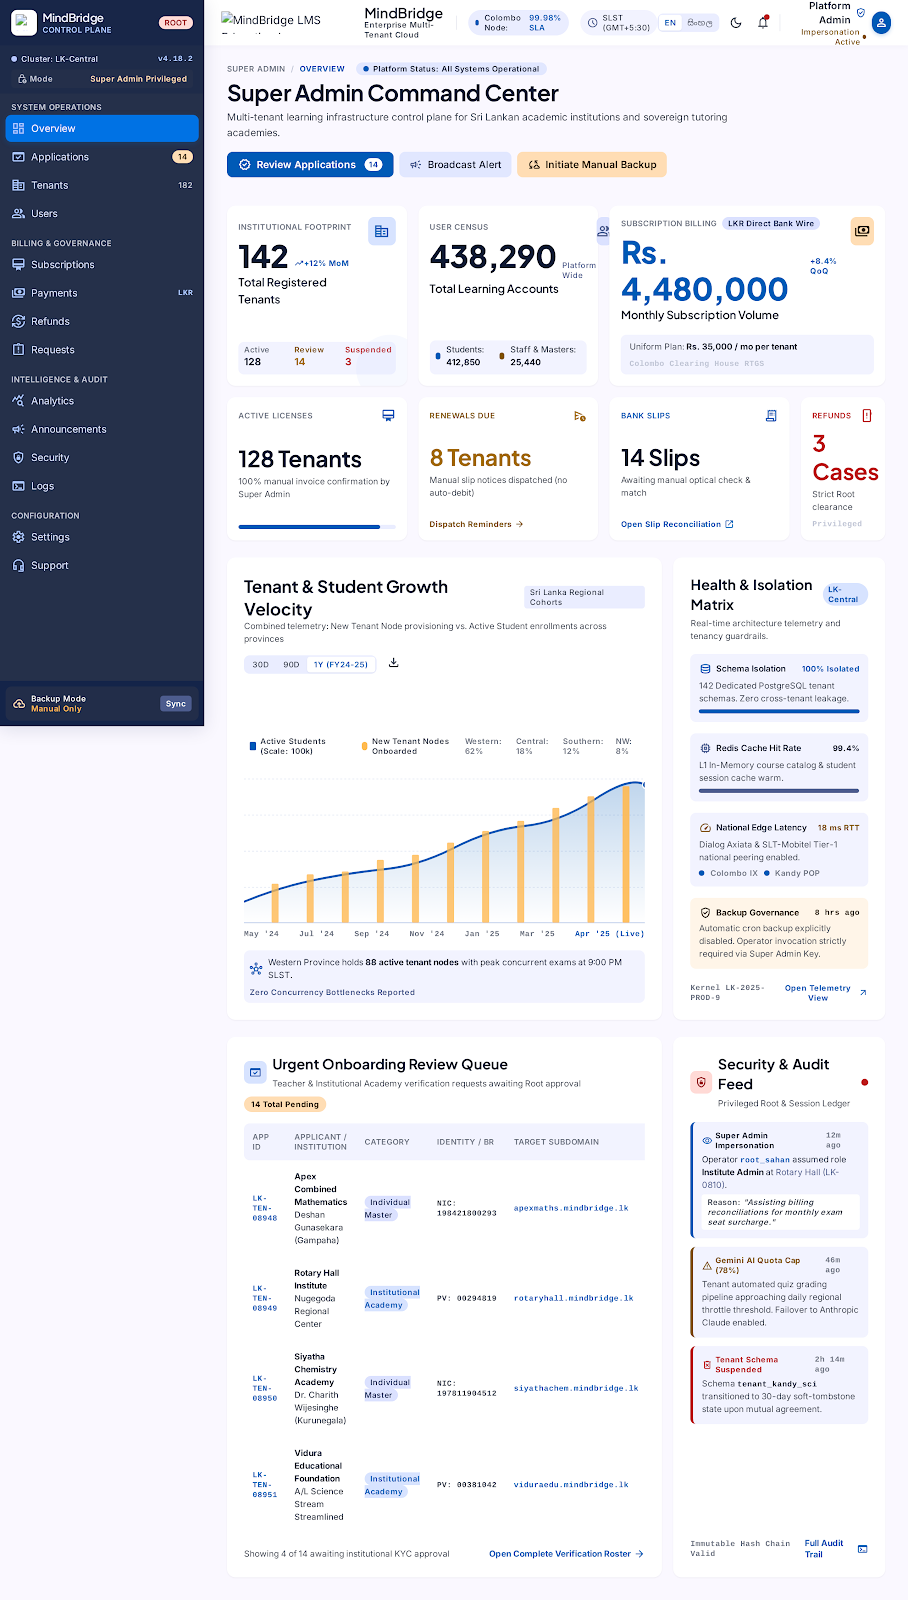 MindBridge
CONTROL PLANE
ROOT
Cluster: LK-Central
v4.18.2
Mode
Super Admin Privileged
SYSTEM OPERATIONS
Overview
Applications
14
Tenants
182
Users
BILLING & GOVERNANCE
Subscriptions
Payments
LKR
Refunds
Requests
INTELLIGENCE & AUDIT
Analytics
Announcements
Security
Logs
CONFIGURATION
Settings
Support
Backup Mode
Manual Only
Sync
MindBridge LMS
MindBridge
Enterprise Multi-
Tenant Cloud
Colombo
Node:
99.98%
SLA
SLST
(GMT+5:30)
EN
සිංහල
Platform
Admin
Impersonation
Active
SUPER ADMIN / OVERVIEW
Platform Status: All Systems Operational
Super Admin Command Center
Multi-tenant learning infrastructure control plane for Sri Lankan academic institutions and sovereign tutoring
academies.
Review Applications 14
Broadcast Alert
Initiate Manual Backup
INSTITUTIONAL FOOTPRINT
142
+12% MoM
Total Registered
Tenants
Active
128
Review
14
Suspended
3
USER CENSUS
438,290
Platform
Wide
Total Learning Accounts
Students:
412,850
Staff & Masters:
25,440
SUBSCRIPTION BILLING
LKR Direct Bank Wire
Rs.
4,480,000
+8.4%
QoQ
Monthly Subscription Volume
Uniform Plan: Rs. 35,000 / mo per tenant
Colombo Clearing House RTGS
ACTIVE LICENSES
128 Tenants
100% manual invoice confirmation by
Super Admin
RENEWALS DUE
8 Tenants
Manual slip notices dispatched (no
auto-debit)
Dispatch Reminders
BANK SLIPS
14 Slips
Awaiting manual optical check &
match
Open Slip Reconciliation
REFUNDS
3
Cases
Strict Root
clearance
Privileged
Tenant & Student Growth
Velocity
Sri Lanka Regional
Cohorts
Combined telemetry: New Tenant Node provisioning vs. Active Student enrollments across
provinces
30D
90D
1Y (FY24-25)
Active Students
(Scale: 100k)
New Tenant Nodes
Onboarded
Western:
62%
Central:
18%
Southern:
12%
NW:
8%
May '24
Jul '24
Sep '24
Nov '24
Jan '25
Mar '25
Apr '25 (Live)
Western Province holds 88 active tenant nodes with peak concurrent exams at 9:00 PM
SLST.
Zero Concurrency Bottlenecks Reported
Health & Isolation
Matrix
LK-
Central
Real-time architecture telemetry and
tenancy guardrails.
Schema Isolation
100% Isolated
142 Dedicated PostgreSQL tenant
schemas. Zero cross-tenant leakage.
Redis Cache Hit Rate
99.4%
L1 In-Memory course catalog & student
session cache warm.
National Edge Latency
18 ms RTT
Dialog Axiata & SLT-Mobitel Tier-1
national peering enabled.
Colombo IX
Kandy POP
Backup Governance
8 hrs ago
Automatic cron backup explicitly
disabled. Operator invocation strictly
required via Super Admin Key.
Kernel LK-2025-
PROD-9
Open Telemetry
View
Urgent Onboarding Review Queue
Teacher & Institutional Academy verification requests awaiting Root approval
14 Total Pending
APP
ID
APPLICANT /
INSTITUTION
CATEGORY
IDENTITY / BR
TARGET SUBDOMAIN
LK-
TEN-
08948
Apex
Combined
Mathematics
Deshan
Gunasekara
(Gampaha)
Individual
Master
NIC:
198421800293
apexmaths.mindbridge.lk
LK-
TEN-
08949
Rotary Hall
Institute
Nugegoda
Regional
Center
Institutional
Academy
PV: 00294819
rotaryhall.mindbridge.lk
LK-
TEN-
08950
Siyatha
Chemistry
Academy
Dr. Charith
Wijesinghe
(Kurunegala)
Individual
Master
NIC:
197811904512
siyathachem.mindbridge.lk
LK-
TEN-
08951
Vidura
Educational
Foundation
A/L Science
Stream
Streamlined
Institutional
Academy
PV: 00381042
viduraedu.mindbridge.lk
Showing 4 of 14 awaiting institutional KYC approval
Open Complete Verification Roster
Security & Audit
Feed
Privileged Root & Session Ledger
Super Admin
Impersonation
12m
ago
Operator root_sahan assumed role
Institute Admin at Rotary Hall (LK-
0810).
Reason: "Assisting billing
reconciliations for monthly exam
seat surcharge."
Gemini AI Quota Cap
(78%)
46m
ago
Tenant automated quiz grading
pipeline approaching daily regional
throttle threshold. Failover to Anthropic
Claude enabled.
Tenant Schema
Suspended
2h 14m
ago
Schema tenant_kandy_sci
transitioned to 30-day soft-tombstone
state upon mutual agreement.
Immutable Hash Chain
Valid
Full Audit
Trail